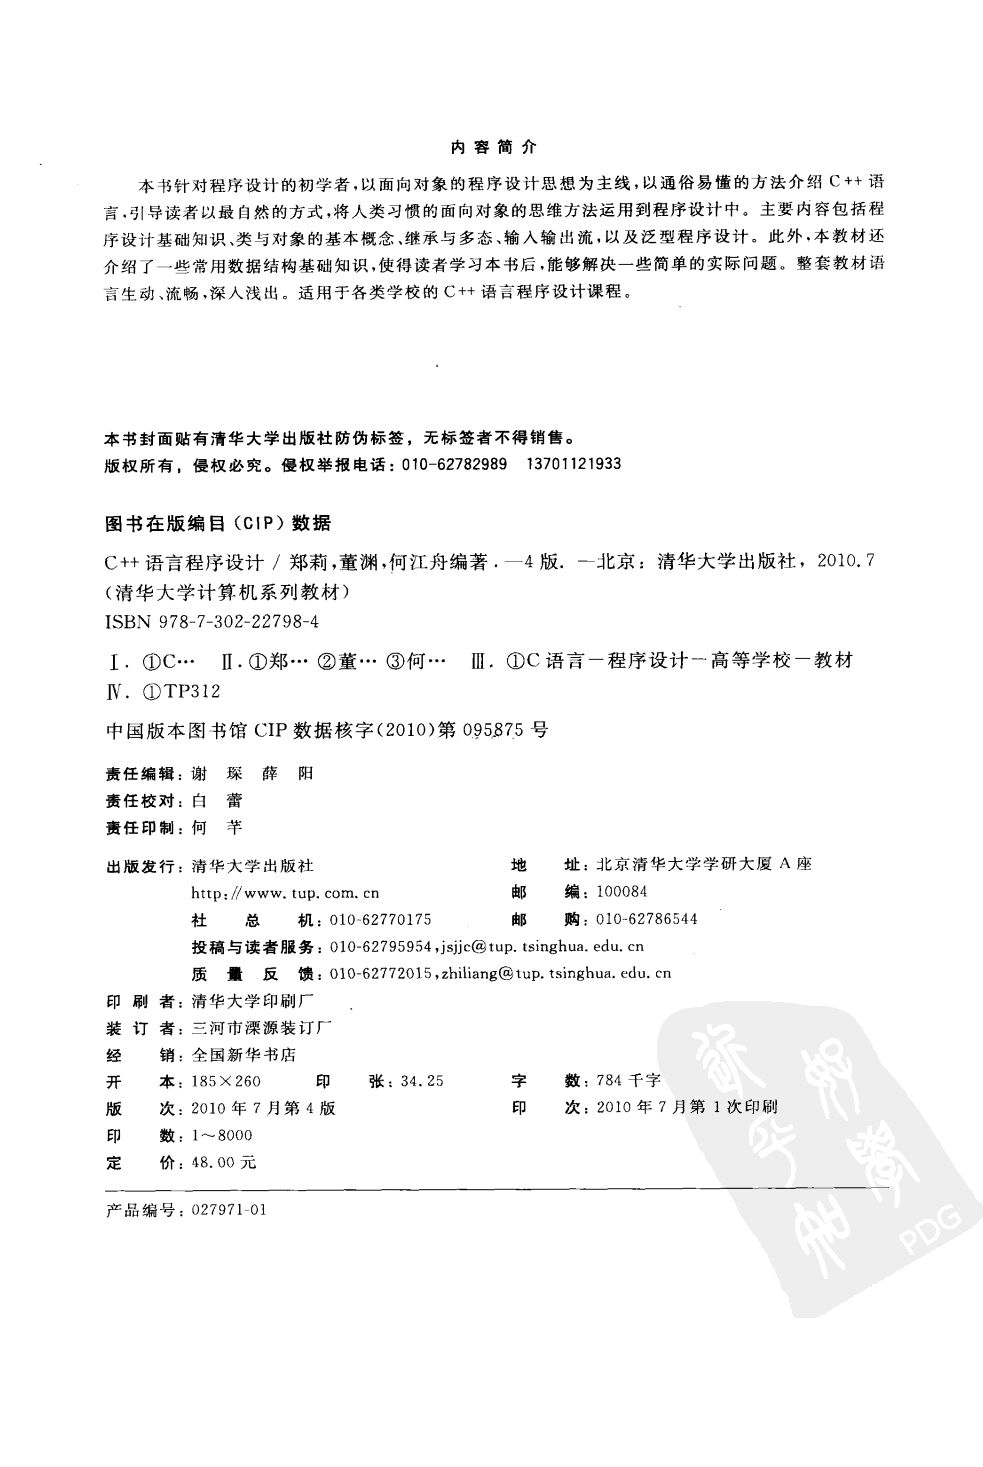 内容简介
本书针对程序设计的初学者,以面向对象的程序设计思想为主线,以通俗易懂的方法介绍 C++ 语
言,引导读者以最自然的方式,将人类习惯的面向对象的思维方法运用到程序设计中。主要内容包括程
序设计基础知识、类与对象的基本概念、继承与多态、输入输出流,以及泛型程序设计。此外,本教材还
介绍了一些常用数据结构基础知识,使得读者学习本书后,能够解决一些简单的实际问题。整套教材语
言生动、流畅,深入浅出。适用于各类学校的 C++ 语言程序设计课程。
本书封面贴有清华大学出版社防伪标签，无标签者不得销售。
版权所有，侵权必究。侵权举报电话：010-62782989 13701121933
图书在版编目（CIP）数据
C++ 语言程序设计 / 郑莉,董渊,何江舟编著. —4 版. —北京：清华大学出版社，2010.7
（清华大学计算机系列教材）
ISBN 978-7-302-22798-4
Ⅰ. ①C… Ⅱ. ①郑… ②董… ③何… Ⅲ. ①C 语言－程序设计－高等学校－教材
Ⅳ. ①TP312
中国版本图书馆 CIP 数据核字(2010)第 095875 号
责任编辑：谢 琛 薛 阳
责任校对：白 蕾
责任印制：何 芊
出版发行：清华大学出版社 地 址：北京清华大学学研大厦 A 座
http://www.tup.com.cn 邮 编：100084
社 总 机：010-62770175 邮 购：010-62786544
投稿与读者服务：010-62795954,jsjjc@tup.tsinghua.edu.cn
质 量 反 馈：010-62772015,zhiliang@tup.tsinghua.edu.cn
印 刷 者：清华大学印刷厂
装 订 者：三河市溧源装订厂
经 销：全国新华书店
开 本：185×260 印 张：34.25 字 数：784 千字
版 次：2010 年 7 月第 4 版 印 次：2010 年 7 月第 1 次印刷
印 数：1～8000
定 价：48.00 元
产品编号：027971-01
PDG